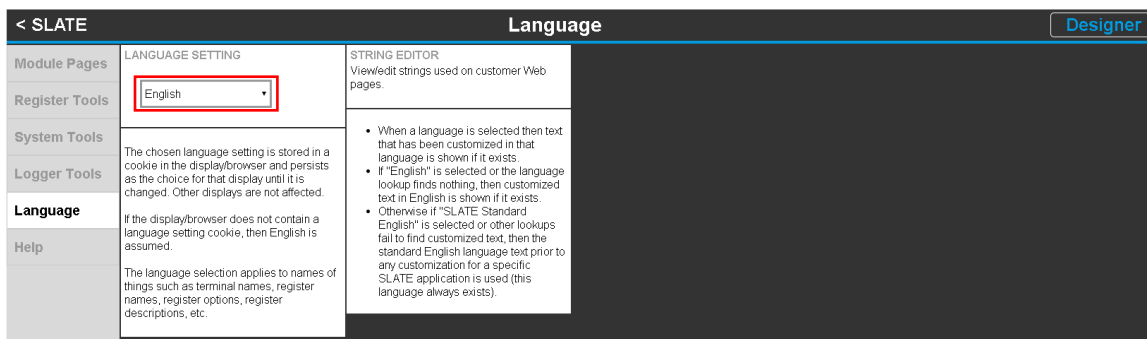 < SLATE
Language
Designer
Module Pages
Register Tools
System Tools
Logger Tools
Language
Help
LANGUAGE SETTING
English
The chosen language setting is stored in a
cookie in the display/browser and persists
as the choice for that display until it is
changed. Other displays are not affected.
If the display/browser does not contain a
language setting cookie, then English is
assumed.
The language selection applies to names of
things such as terminal names, register
names, register options, register
descriptions, etc.
STRING EDITOR
View/edit strings used on customer Web
pages.
• When a language is selected then text
that has been customized in that
language is shown if it exists.
• If "English" is selected or the language
lookup finds nothing, then customized
text in English is shown if it exists.
• Otherwise if "SLATE Standard
English" is selected or other lookups
fail to find customized text, then the
standard English language text prior to
any customization for a specific
SLATE application is used (this
language always exists).